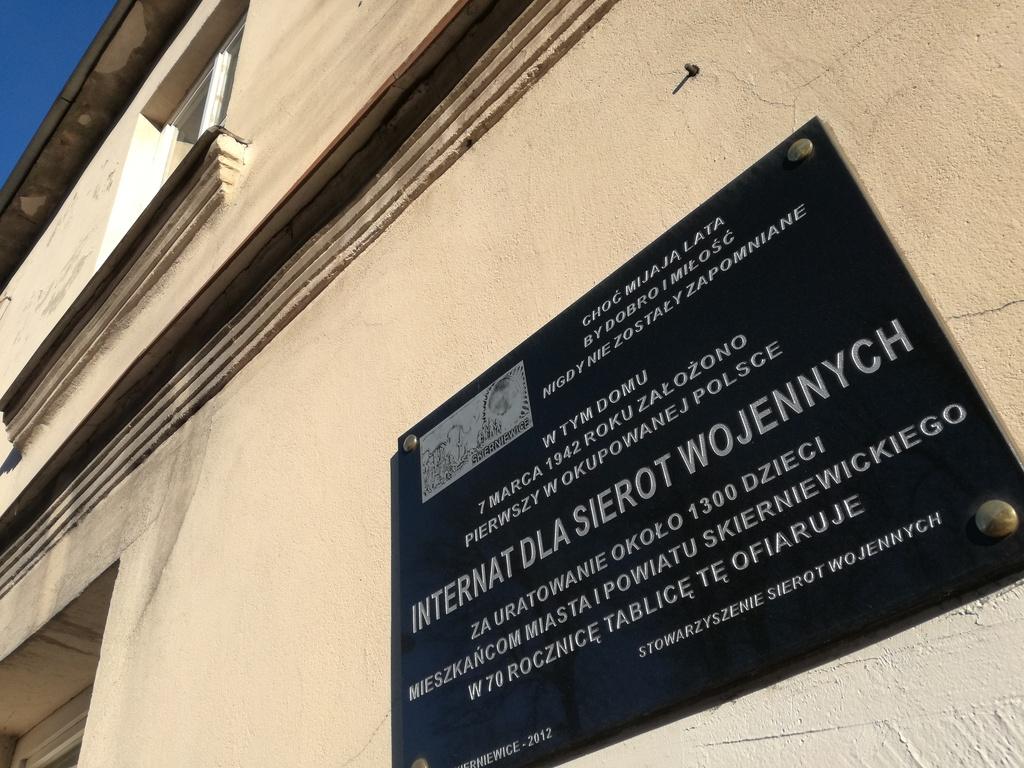 CHOĆ MIJAJĄ LATA
BY DOBRO I MIŁOŚĆ
NIGDY NIE ZOSTAŁY ZAPOMNIANE
SKIERNIEWICE
W TYM DOMU
7 MARCA 1942 ROKU ZAŁOŻONO
PIERWSZY W OKUPOWANEJ POLSCE
INTERNAT DLA SIEROT WOJENNYCH
ZA URATOWANIE OKOŁO 1300 DZIECI
MIESZKAŃCOM MIASTA I POWIATU SKIERNIEWICKIEGO
W 70 ROCZNICĘ TABLICĘ TĘ OFIARUJE
STOWARZYSZENIE SIEROT WOJENNYCH
IERNIEWICE - 2012